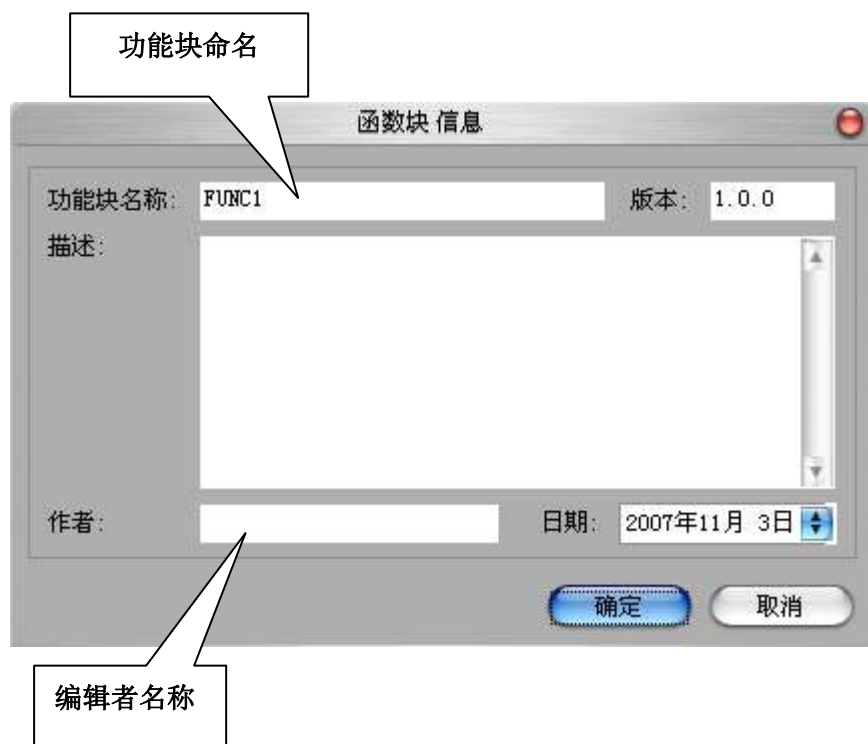 功能块命名
函数块 信息
功能块名称: FUNC1 版本: 1.0.0
描述:
作者: 日期: 2007年11月 3日
确定 取消
编辑者名称